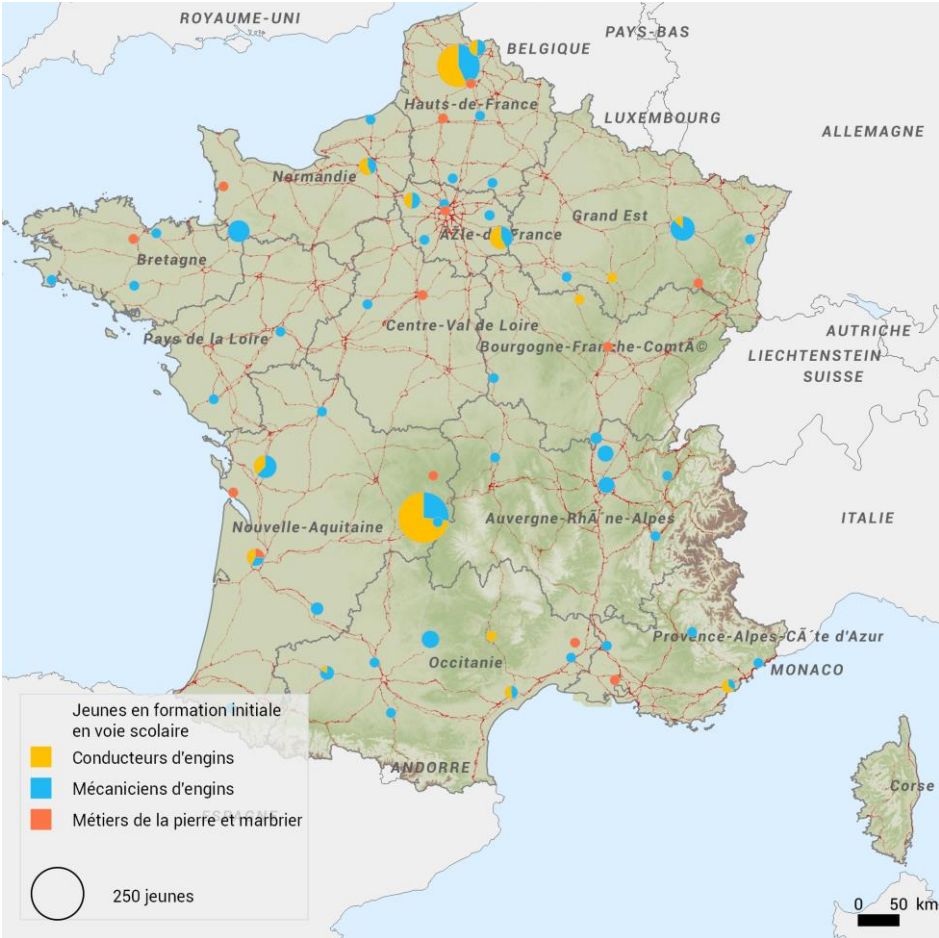 ROYAUME-UNI
PAYS-BAS
BELGIQUE
Hauts-de-France
LUXEMBOURG
ALLEMAGNE
Normandie
Grand Est
ÃŽle-de-France
Bretagne
Centre-Val de Loire
Pays de la Loire
Bourgogne-Franche-ComtÃ©
AUTRICHE
LIECHTENSTEIN
SUISSE
Nouvelle-Aquitaine
Auvergne-RhÃ´ne-Alpes
ITALIE
Provence-Alpes-CÃ´te d'Azur
Occitanie
MONACO
Jeunes en formation initiale
en voie scolaire
Conducteurs d'engins
Mécaniciens d'engins
Métiers de la pierre et marbrier
250 jeunes
ANDORRE
ESPAGNE
Corse
0 50 km